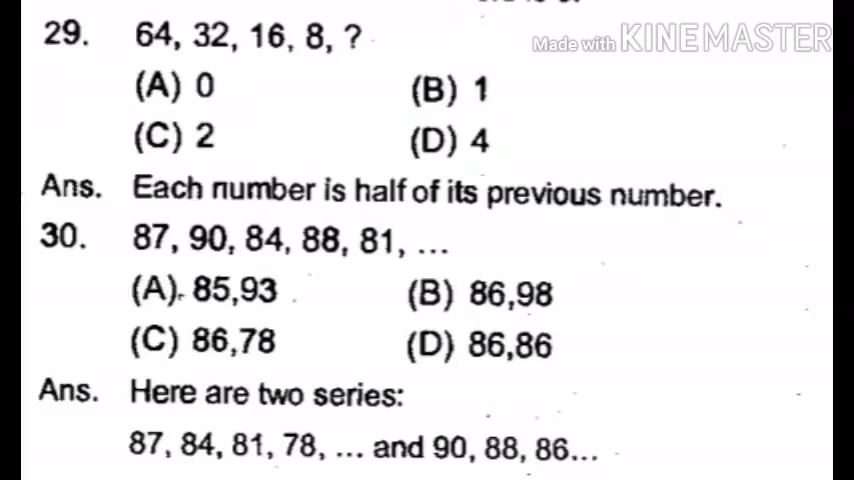 Made with KINEMASTER
29. 64, 32, 16, 8, ?
(A) 0 (B) 1
(C) 2 (D) 4
Ans. Each number is half of its previous number.
30. 87, 90, 84, 88, 81, ...
(A) 85,93 (B) 86,98
(C) 86,78 (D) 86,86
Ans. Here are two series:
87, 84, 81, 78, ... and 90, 88, 86...